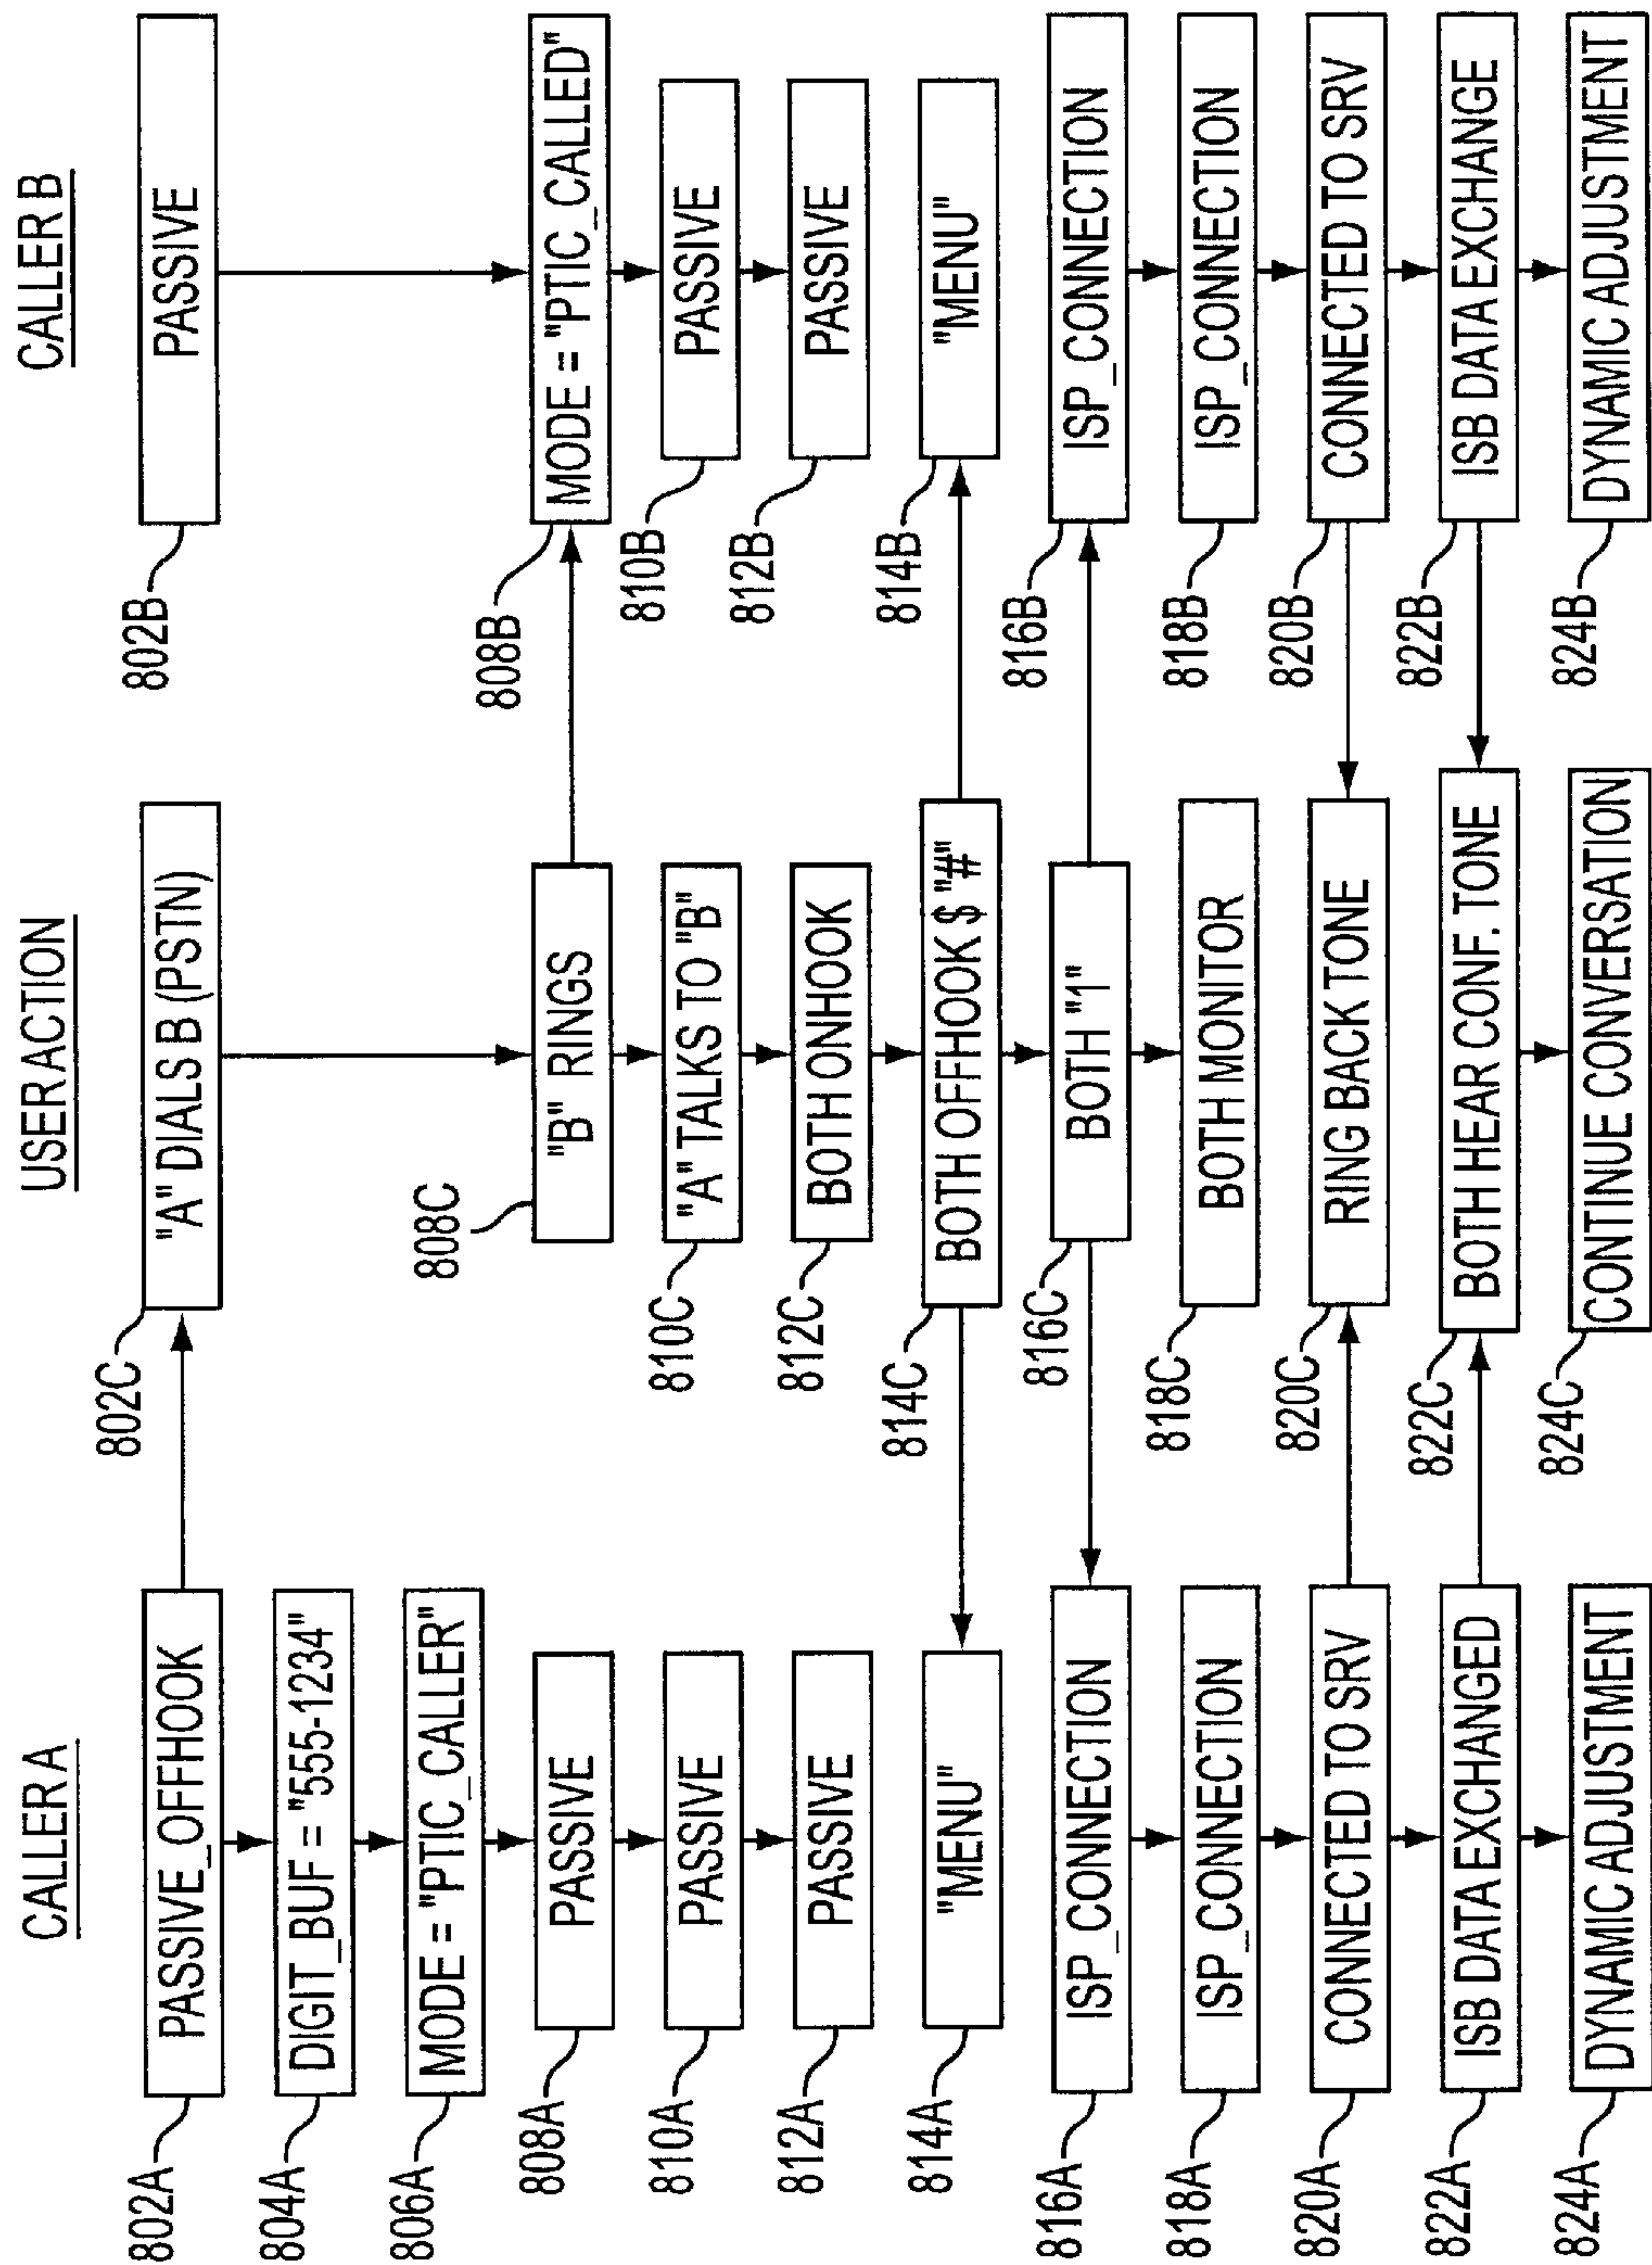 CALLER A
USER ACTION
CALLER B
802A
PASSIVE_OFFHOOK
802C
"A" DIALS B (PSTN)
802B
PASSIVE
804A
DIGIT_BUF = "555-1234"
806A
MODE = "PTIC_CALLER"
808A
PASSIVE
808C
"B" RINGS
808B
MODE = "PTIC_CALLED"
810A
PASSIVE
810C
"A" TALKS TO "B"
810B
PASSIVE
812A
PASSIVE
812C
BOTH ONHOOK
812B
PASSIVE
814A
"MENU"
814C
BOTH OFFHOOK $ "#"
814B
"MENU"
816A
ISP_CONNECTION
816C
BOTH "1"
816B
ISP_CONNECTION
818A
ISP_CONNECTION
818C
BOTH MONITOR
818B
ISP_CONNECTION
820A
CONNECTED TO SRV
820C
RING BACK TONE
820B
CONNECTED TO SRV
822A
ISB DATA EXCHANGED
822C
BOTH HEAR CONF. TONE
822B
ISB DATA EXCHANGE
824A
DYNAMIC ADJUSTMENT
824C
CONTINUE CONVERSATION
824B
DYNAMIC ADJUSTMENT